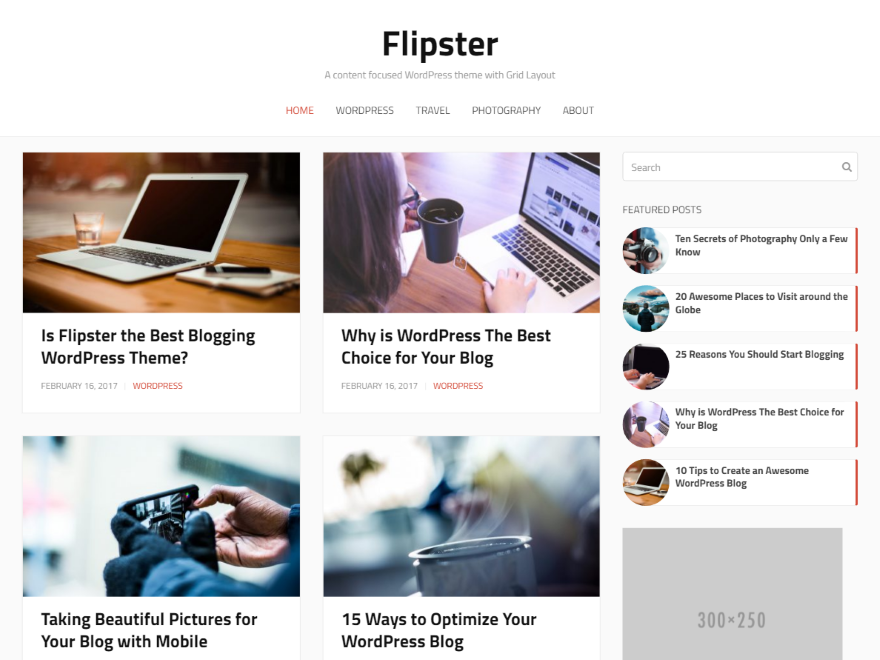 Flipster
A content focused WordPress theme with Grid Layout
HOME WORDPRESS TRAVEL PHOTOGRAPHY ABOUT
Is Flipster the Best Blogging
WordPress Theme?
FEBRUARY 16, 2017 WORDPRESS
Why is WordPress The Best
Choice for Your Blog
FEBRUARY 16, 2017 WORDPRESS
Taking Beautiful Pictures for
Your Blog with Mobile
15 Ways to Optimize Your
WordPress Blog
Search
FEATURED POSTS
Ten Secrets of Photography Only a Few
Know
20 Awesome Places to Visit around the
Globe
25 Reasons You Should Start Blogging
Why is WordPress The Best Choice for
Your Blog
10 Tips to Create an Awesome
WordPress Blog
300×250